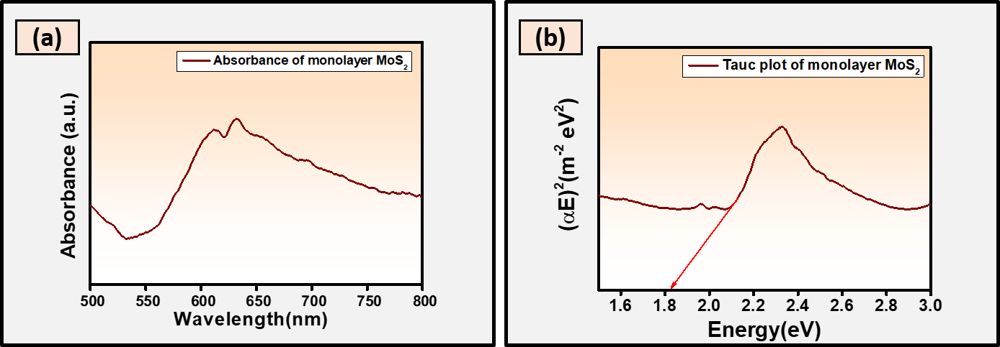 (a)
Absorbance of monolayer MoS₂
Absorbance (a.u.)
500 550 600 650 700 750 800
Wavelength(nm)
(b)
Tauc plot of monolayer MoS₂
(αE)²(m⁻² eV²)
1.6 1.8 2.0 2.2 2.4 2.6 2.8 3.0
Energy(eV)